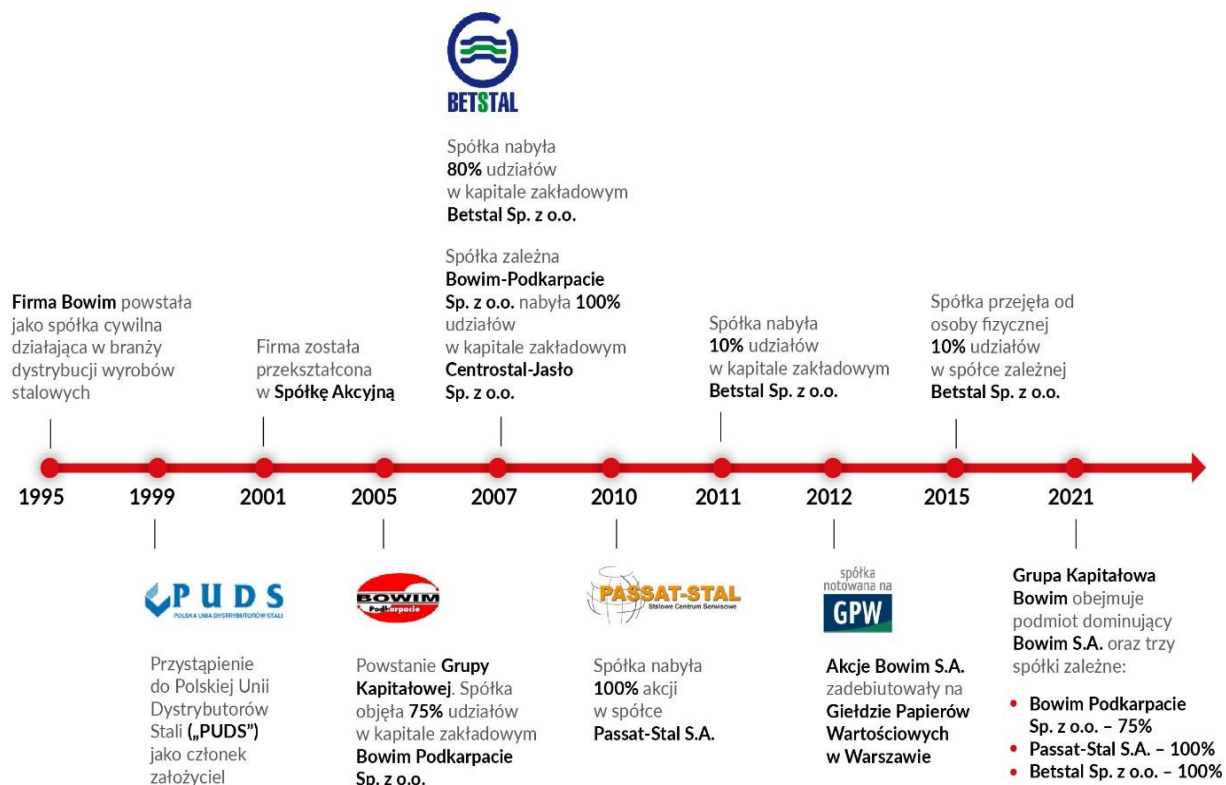 BETSTAL
Spółka nabyła
80% udziałów
w kapitale zakładowym
Betstal Sp. z o.o.
Spółka zależna
Bowim-Podkarpacie
Sp. z o.o. nabyła 100%
udziałów
w kapitale zakładowym
Centrostal-Jasło
Sp. z o.o.
Firma Bowim powstała
jako spółka cywilna
działająca w branży
dystrybucji wyrobów
stalowych
Firma została
przekształcona
w Spółkę Akcyjną
Spółka nabyła
10% udziałów
w kapitale zakładowym
Betstal Sp. z o.o.
Spółka przejęła od
osoby fizycznej
10% udziałów
w spółce zależnej
Betstal Sp. z o.o.
1995
1999
2001
2005
2007
2010
2011
2012
2015
2021
PUDS
POLSKA UNIA DYSTRYBUTORÓW STALI
Przystąpienie
do Polskiej Unii
Dystrybutorów
Stali („PUDS”)
jako członek
założyciel
BOWIM
Podkarpacie
Powstanie Grupy
Kapitałowej. Spółka
objęła 75% udziałów
w kapitale zakładowym
Bowim Podkarpacie
Sp. z o.o.
PASSAT-STAL
Stalowe Centrum Serwisowe
Spółka nabyła
100% akcji
w spółce
Passat-Stal S.A.
spółka
notowana na
GPW
Akcje Bowim S.A.
zadebiutowały na
Giełdzie Papierów
Wartościowych
w Warszawie
Grupa Kapitałowa
Bowim obejmuje
podmiot dominujący
Bowim S.A. oraz trzy
spółki zależne:
• Bowim Podkarpacie
Sp. z o.o. – 75%
• Passat-Stal S.A. – 100%
• Betstal Sp. z o.o. – 100%